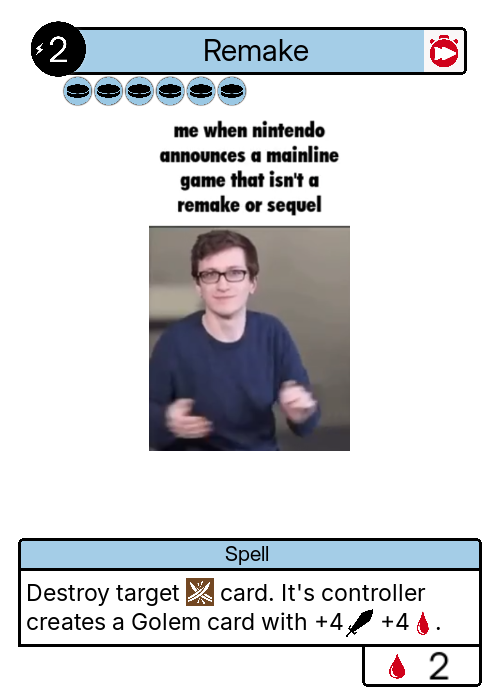 2
Remake
me when nintendo
announces a mainline
game that isn't a
remake or sequel
Spell
Destroy target card. It's controller
creates a Golem card with +4 +4 .
2